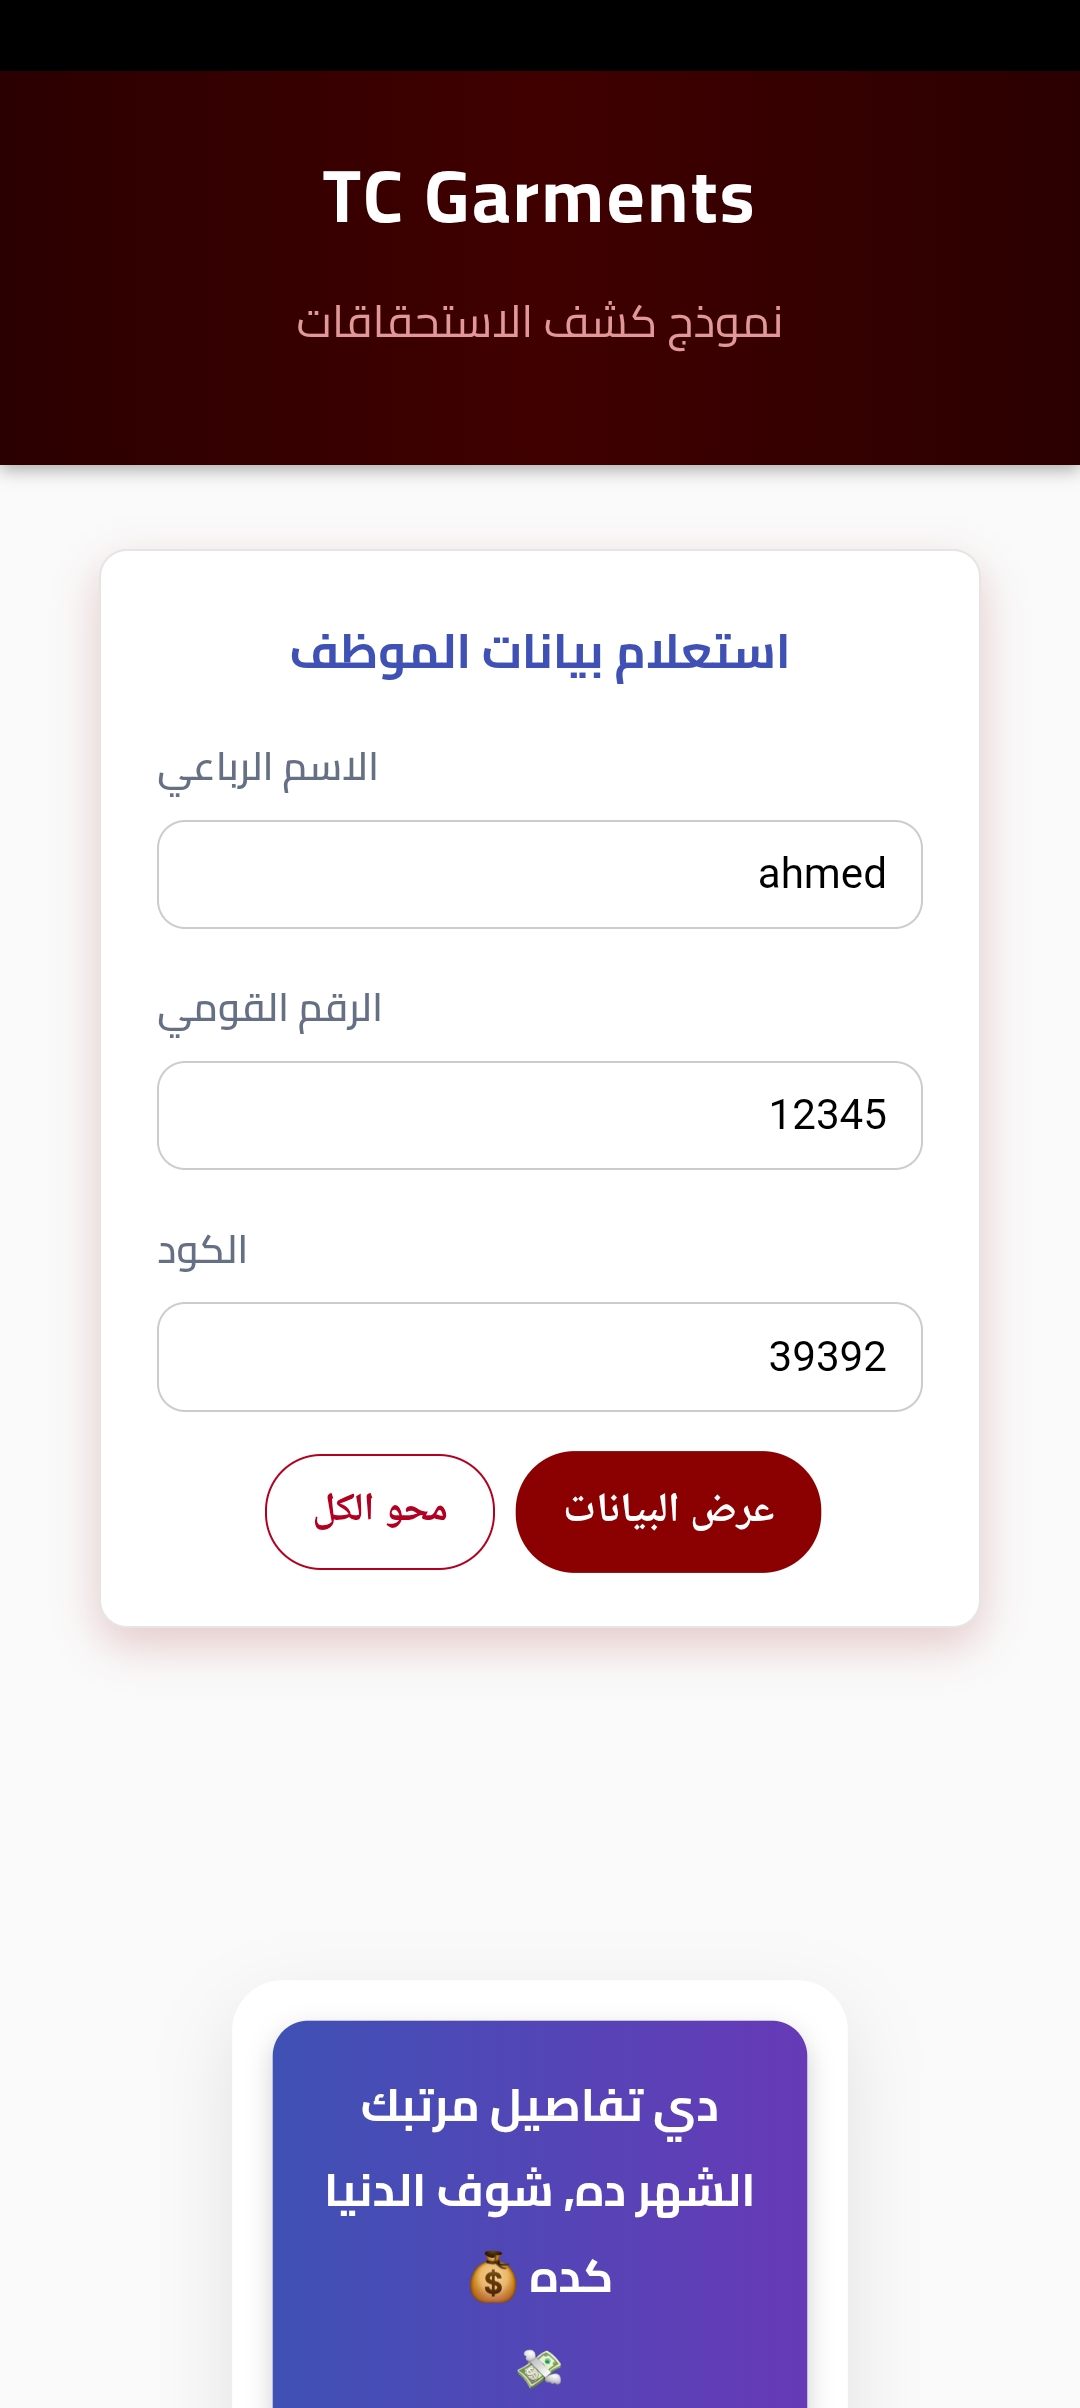 TC Garments
نموذج كشف الاستحقاقات
استعلام بيانات الموظف
الاسم الرباعي
ahmed
الرقم القومي
12345
الكود
39392
عرض البيانات
محو الكل
دي تفاصيل مرتبك
الشهر ده, شوف الدنيا
كده 💰
💸